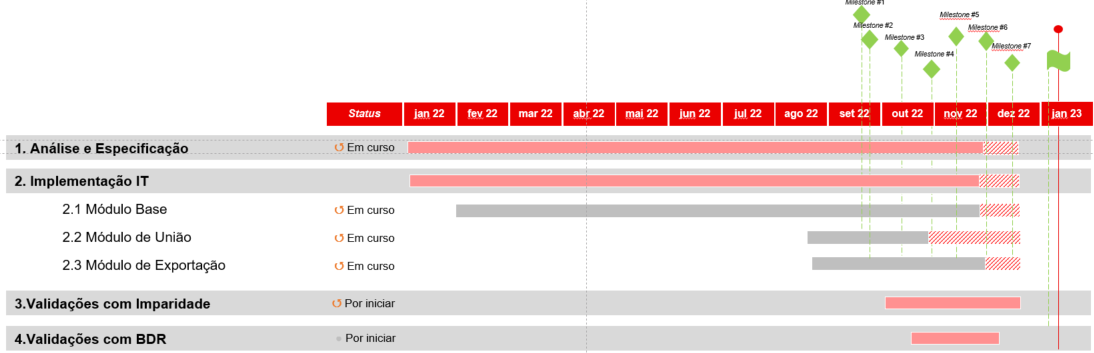 Milestone #1
Milestone #5
Milestone #2
Milestone #6
Milestone #3
Milestone #7
Milestone #4
Status jan 22 fev 22 mar 22 abr 22 mai 22 jun 22 jul 22 ago 22 set 22 out 22 nov 22 dez 22 jan 23
1. Análise e Especificação Em curso
2. Implementação IT
2.1 Módulo Base Em curso
2.2 Módulo de União Em curso
2.3 Módulo de Exportação Em curso
3.Validações com Imparidade Por iniciar
4.Validações com BDR Por iniciar